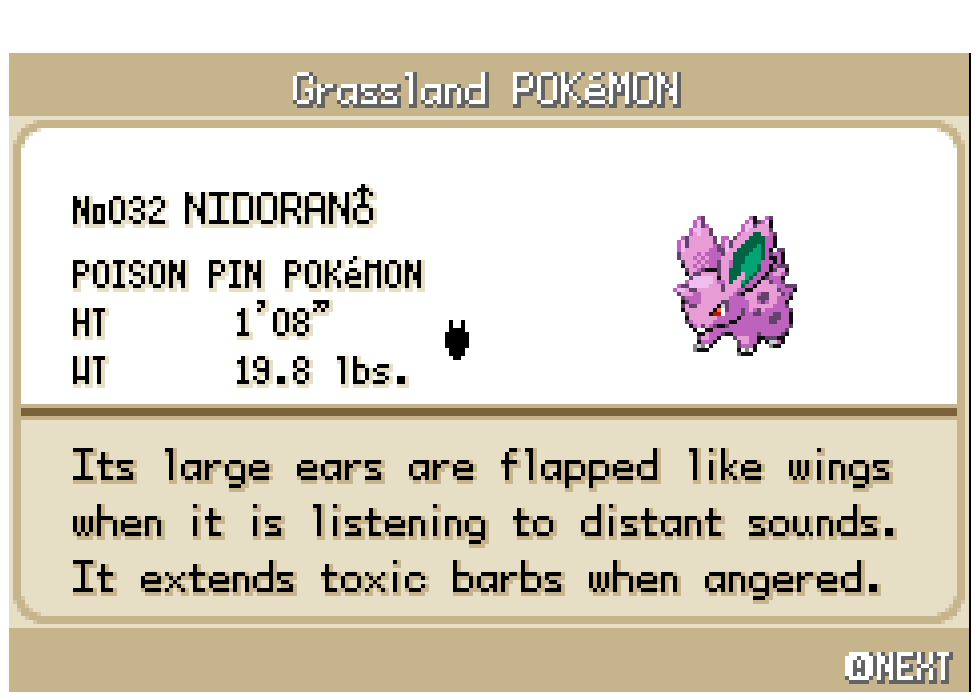 Grassland POKéMON
No032 NIDORAN♂
POISON PIN POKéMON
HT 1'08"
WT 19.8 lbs.
Its large ears are flapped like wings
when it is listening to distant sounds.
It extends toxic barbs when angered.
ⒶNEXT